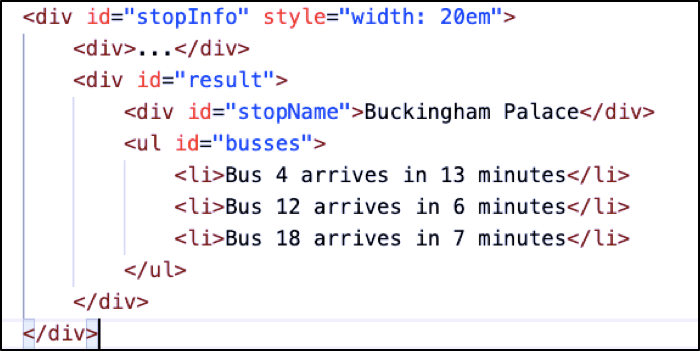 <div id="stopInfo" style="width: 20em">
<div>...</div>
<div id="result">
<div id="stopName">Buckingham Palace</div>
<ul id="busses">
<li>Bus 4 arrives in 13 minutes</li>
<li>Bus 12 arrives in 6 minutes</li>
<li>Bus 18 arrives in 7 minutes</li>
</ul>
</div>
</div>